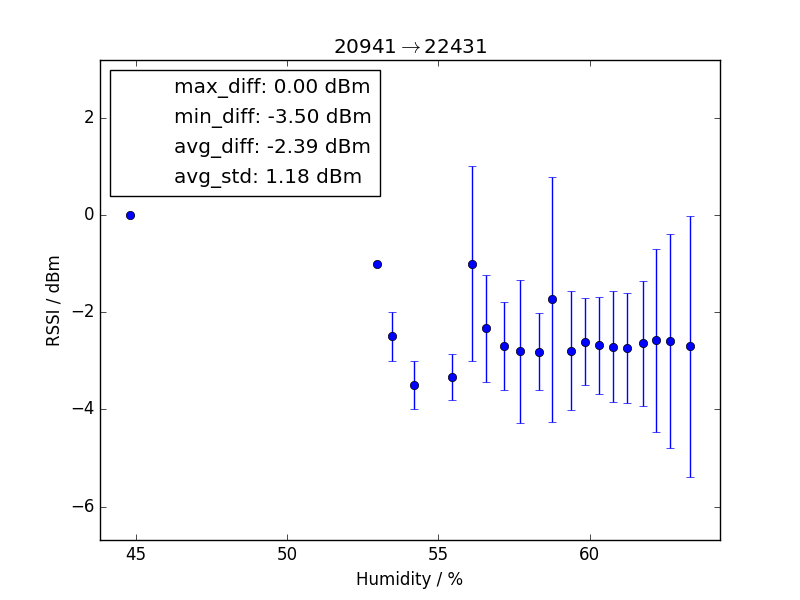 20941→22431
max_diff: 0.00 dBm
min_diff: -3.50 dBm
avg_diff: -2.39 dBm
avg_std: 1.18 dBm
RSSI / dBm
2
0
−2
−4
−6
45 50 55 60
Humidity / %